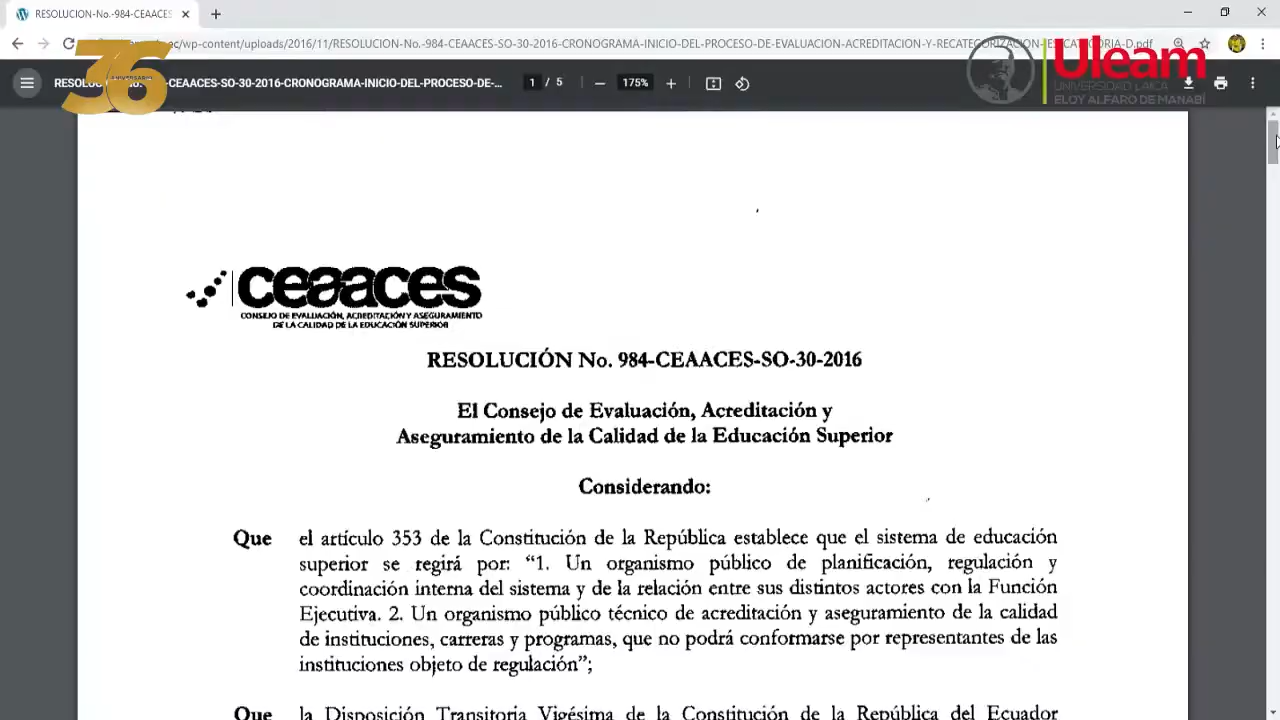 RESOLUCION-No.-984-CEAACES
ec/wp-content/uploads/2016/11/RESOLUCION-No.-984-CEAACES-SO-30-2016-CRONOGRAMA-INICIO-DEL-PROCESO-DE-EVALUACION-ACREDITACION-Y-RECATEGORIZACION-ES-CATEGORIA-D.pdf
36
ANIVERSARIO
-CEAACES-SO-30-2016-CRONOGRAMA-INICIO-DEL-PROCESO-DE-...
1 / 5
175%
Uleam
UNIVERSIDAD LAICA
ELOY ALFARO DE MANABÍ
ceaaces
CONSEJO DE EVALUACIÓN, ACREDITACIÓN Y ASEGURAMIENTO
DE LA CALIDAD DE LA EDUCACIÓN SUPERIOR
RESOLUCIÓN No. 984-CEAACES-SO-30-2016
El Consejo de Evaluación, Acreditación y
Aseguramiento de la Calidad de la Educación Superior
Considerando:
Que el artículo 353 de la Constitución de la República establece que el sistema de educación
superior se regirá por: “1. Un organismo público de planificación, regulación y
coordinación interna del sistema y de la relación entre sus distintos actores con la Función
Ejecutiva. 2. Un organismo público técnico de acreditación y aseguramiento de la calidad
de instituciones, carreras y programas, que no podrá conformarse por representantes de las
instituciones objeto de regulación”;
Que la Disposición Transitoria Vigésima de la Constitución de la República del Ecuador